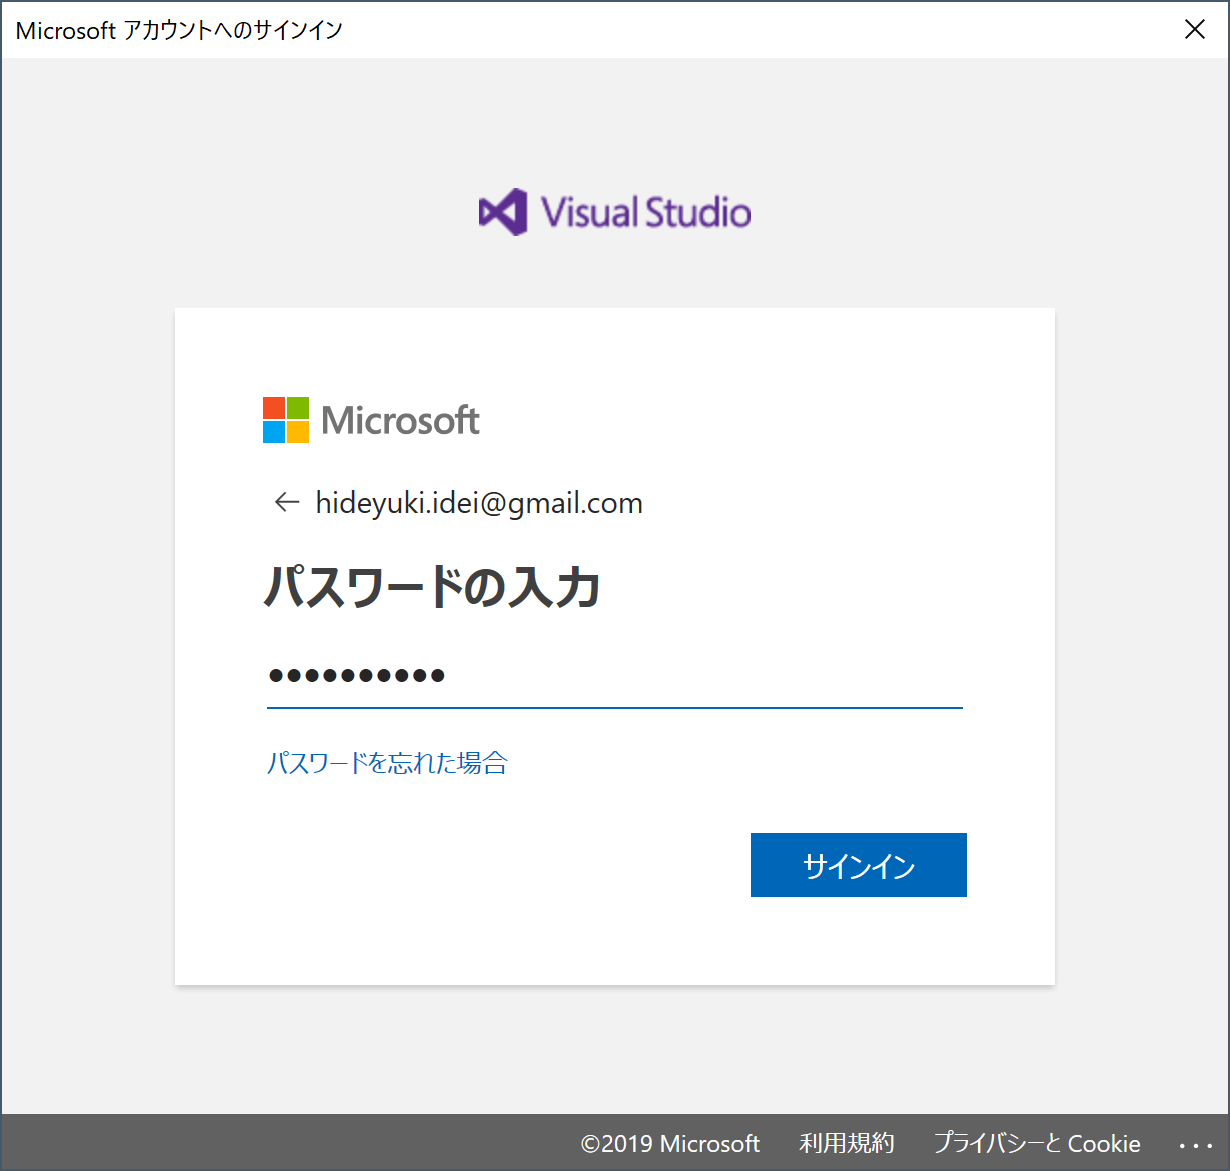 Microsoft アカウントへのサインイン
Visual Studio
Microsoft
← hideyuki.idei@gmail.com
パスワードの入力
••••••••••
パスワードを忘れた場合
サインイン
©2019 Microsoft 利用規約 プライバシーと Cookie ...